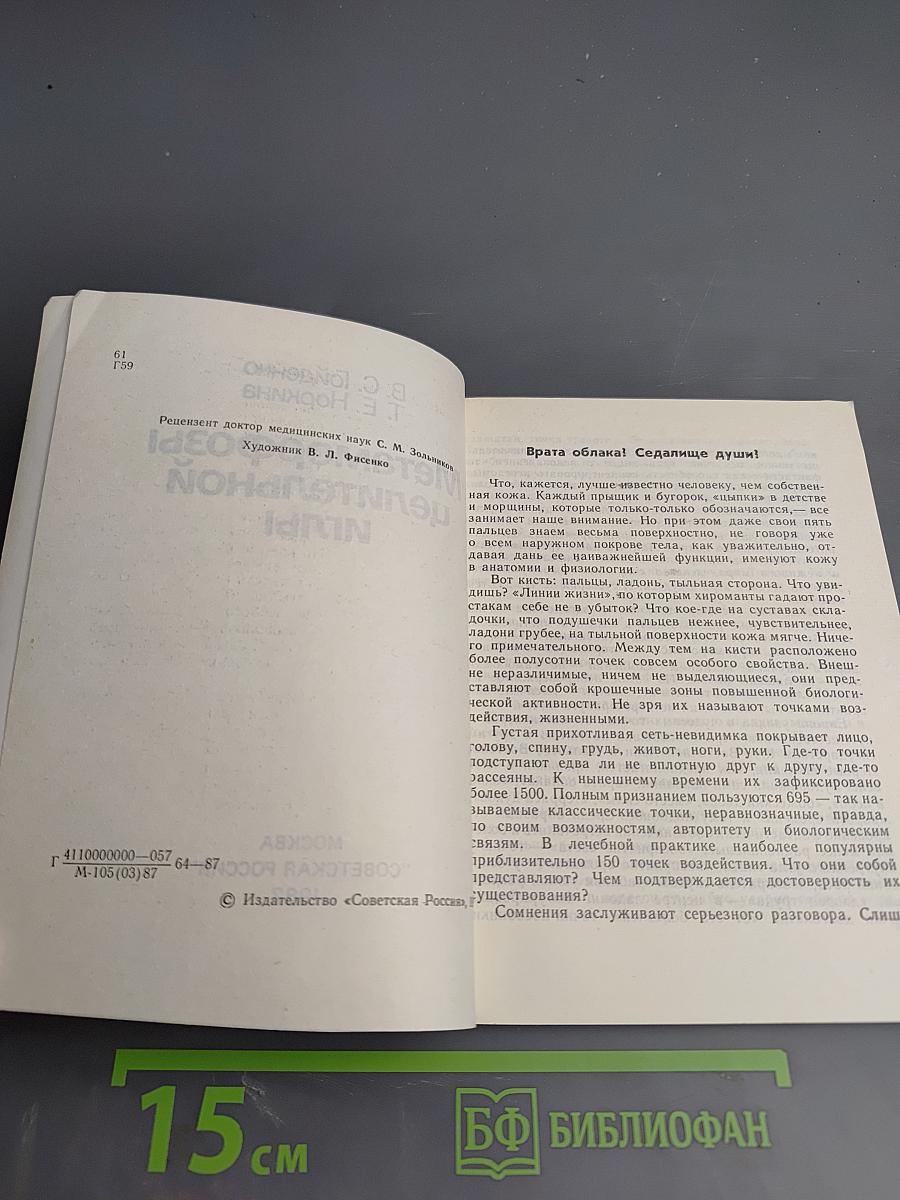 61
Г59
Рецензент доктор медицинских наук С. М. Зольников
Художник В. Л. Фисенко
В. С. Гойденко
Т. Е. Норкина
Метаморфозы
целительной
иглы
МОСКВА
"СОВЕТСКАЯ РОССИЯ"
1987
Г 4110000000—057 64—87
М-105(03)87
© Издательство «Советская Россия»,
Врата облака! Седалище души!
Что, кажется, лучше известно человеку, чем собствен-
ная кожа. Каждый прыщик и бугорок, «цыпки» в детстве
и морщины, которые только-только обозначаются,— все
занимает наше внимание. Но при этом даже свои пять
пальцев знаем весьма поверхностно, не говоря уже
о всем наружном покрове тела, как уважительно, от-
давая дань ее наиважнейшей функции, именуют кожу
в анатомии и физиологии.
Вот кисть: пальцы, ладонь, тыльная сторона. Что уви-
дишь? «Линии жизни», по которым хироманты гадают про-
стакам себе не в убыток? Что кое-где на суставах скла-
дочки, что подушечки пальцев нежнее, чувствительнее,
ладони грубее, на тыльной поверхности кожа мягче. Ниче-
го примечательного. Между тем на кисти расположено
более полусотни точек совсем особого свойства. Внеш-
не неразличимые, ничем не выделяющиеся, они пред-
ставляют собой крошечные зоны повышенной биологи-
ческой активности. Не зря их называют точками воз-
действия, жизненными.
Густая прихотливая сеть-невидимка покрывает лицо,
голову, спину, грудь, живот, ноги, руки. Где-то точки
подступают едва ли не вплотную друг к другу, где-то
рассеяны. К нынешнему времени их зафиксировано
более 1500. Полным признанием пользуются 695 — так на-
зываемые классические точки, неравнозначные, правда,
по своим возможностям, авторитету и биологическим
связям. В лечебной практике наиболее популярны
приблизительно 150 точек воздействия. Что они собой
представляют? Чем подтверждается достоверность их
существования?
Сомнения заслуживают серьезного разговора. Слиш
15 см
БФ БИБЛИОФАН